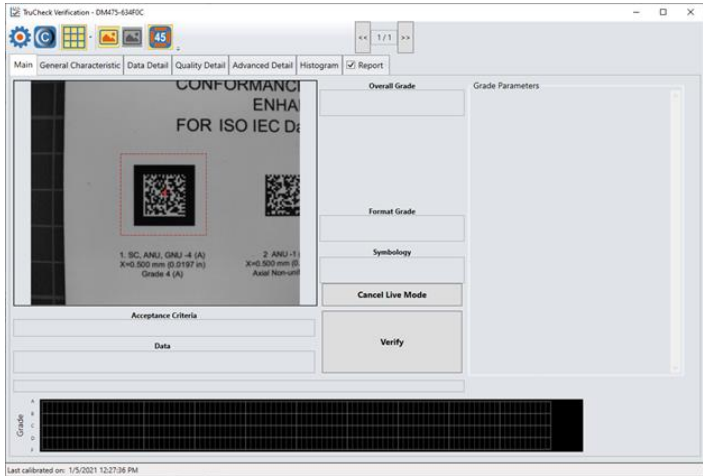 TruCheck Verification - DM475-634F0C
45
<< 1 / 1 >>
Main General Characteristic Data Detail Quality Detail Advanced Detail Histogram Report
CONFORMANC
ENHA
FOR ISO IEC Da
1. SC, ANU, GNU -4 (A)
X=0.500 mm (0.0197 in)
Grade 4 (A)
2 ANU -1
X=0.500 mm (0.
Axial Non-unif
Overall Grade
Format Grade
Symbology
Cancel Live Mode
Verify
Grade Parameters
Acceptance Criteria
Data
Grade
A
B
C
D
F
Last calibrated on: 1/5/2021 12:27:36 PM